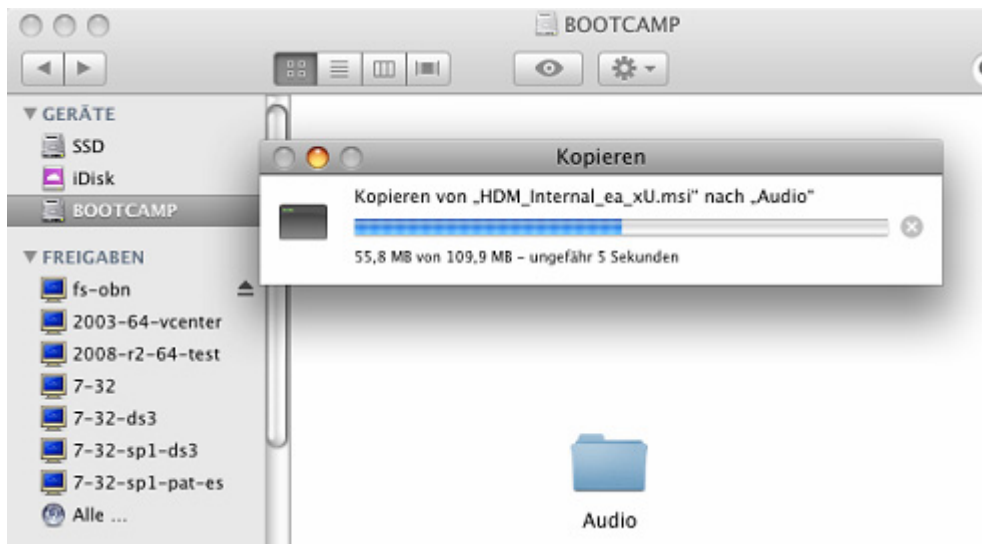 BOOTCAMP
GERÄTE
SSD
iDisk
BOOTCAMP
FREIGABEN
fs-obn
2003-64-vcenter
2008-r2-64-test
7-32
7-32-ds3
7-32-sp1-ds3
7-32-sp1-pat-es
Alle ...
Kopieren
Kopieren von „HDM_Internal_ea_xU.msi“ nach „Audio“
55,8 MB von 109,9 MB – ungefähr 5 Sekunden
Audio